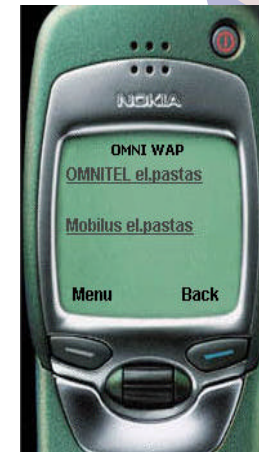 NOKIA
OMNI WAP
OMNITEL el.pastas
Mobilus el.pastas
Menu Back